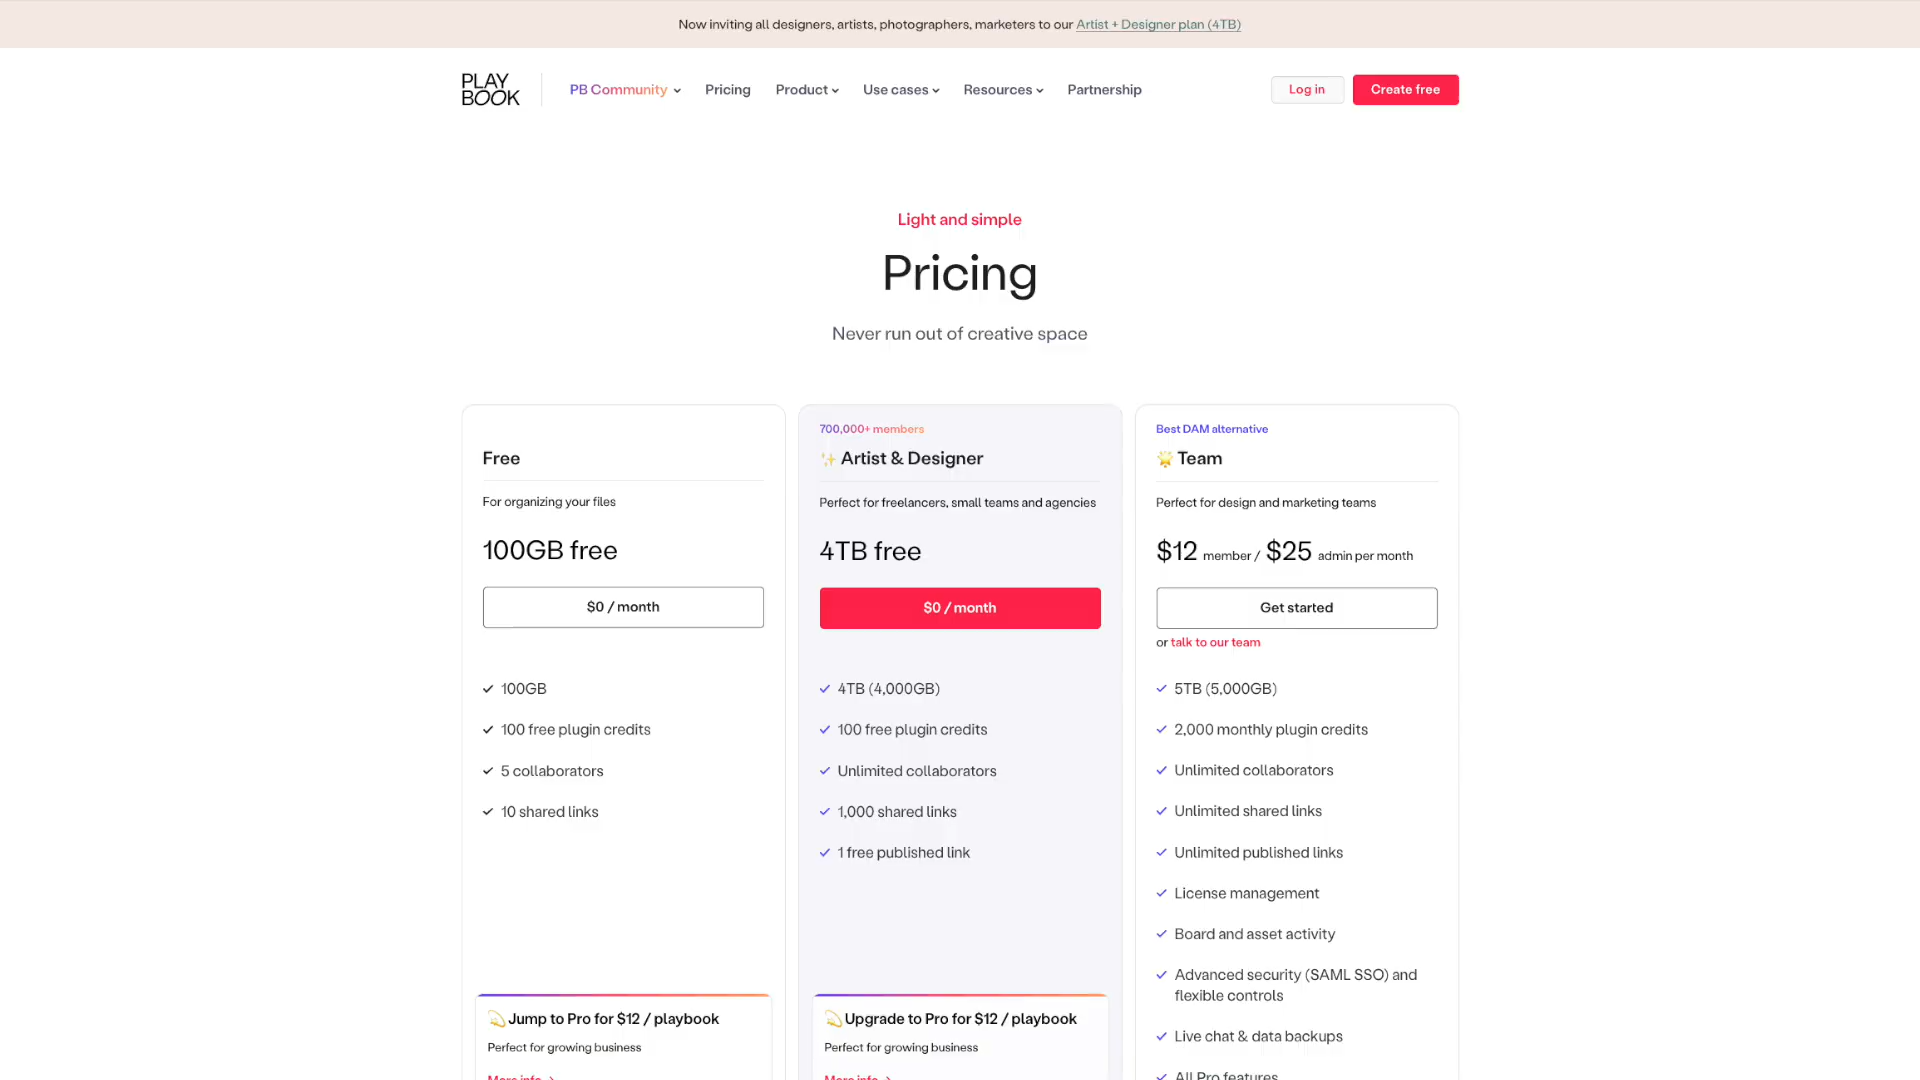 Now inviting all designers, artists, photographers, marketers to our Artist + Designer plan (4TB)
PLAY
BOOK
PB Community
Pricing
Product
Use cases
Resources
Partnership
Log in
Create free
Light and simple
Pricing
Never run out of creative space
Free
For organizing your files
100GB free
$0 / month
100GB
100 free plugin credits
5 collaborators
10 shared links
Jump to Pro for $12 / playbook
Perfect for growing business
More info
700,000+ members
Artist & Designer
Perfect for freelancers, small teams and agencies
4TB free
$0 / month
4TB (4,000GB)
100 free plugin credits
Unlimited collaborators
1,000 shared links
1 free published link
Upgrade to Pro for $12 / playbook
Perfect for growing business
More info
Best DAM alternative
Team
Perfect for design and marketing teams
$12 member / $25 admin per month
Get started
or talk to our team
5TB (5,000GB)
2,000 monthly plugin credits
Unlimited collaborators
Unlimited shared links
Unlimited published links
License management
Board and asset activity
Advanced security (SAML SSO) and
flexible controls
Live chat & data backups
All Pro features